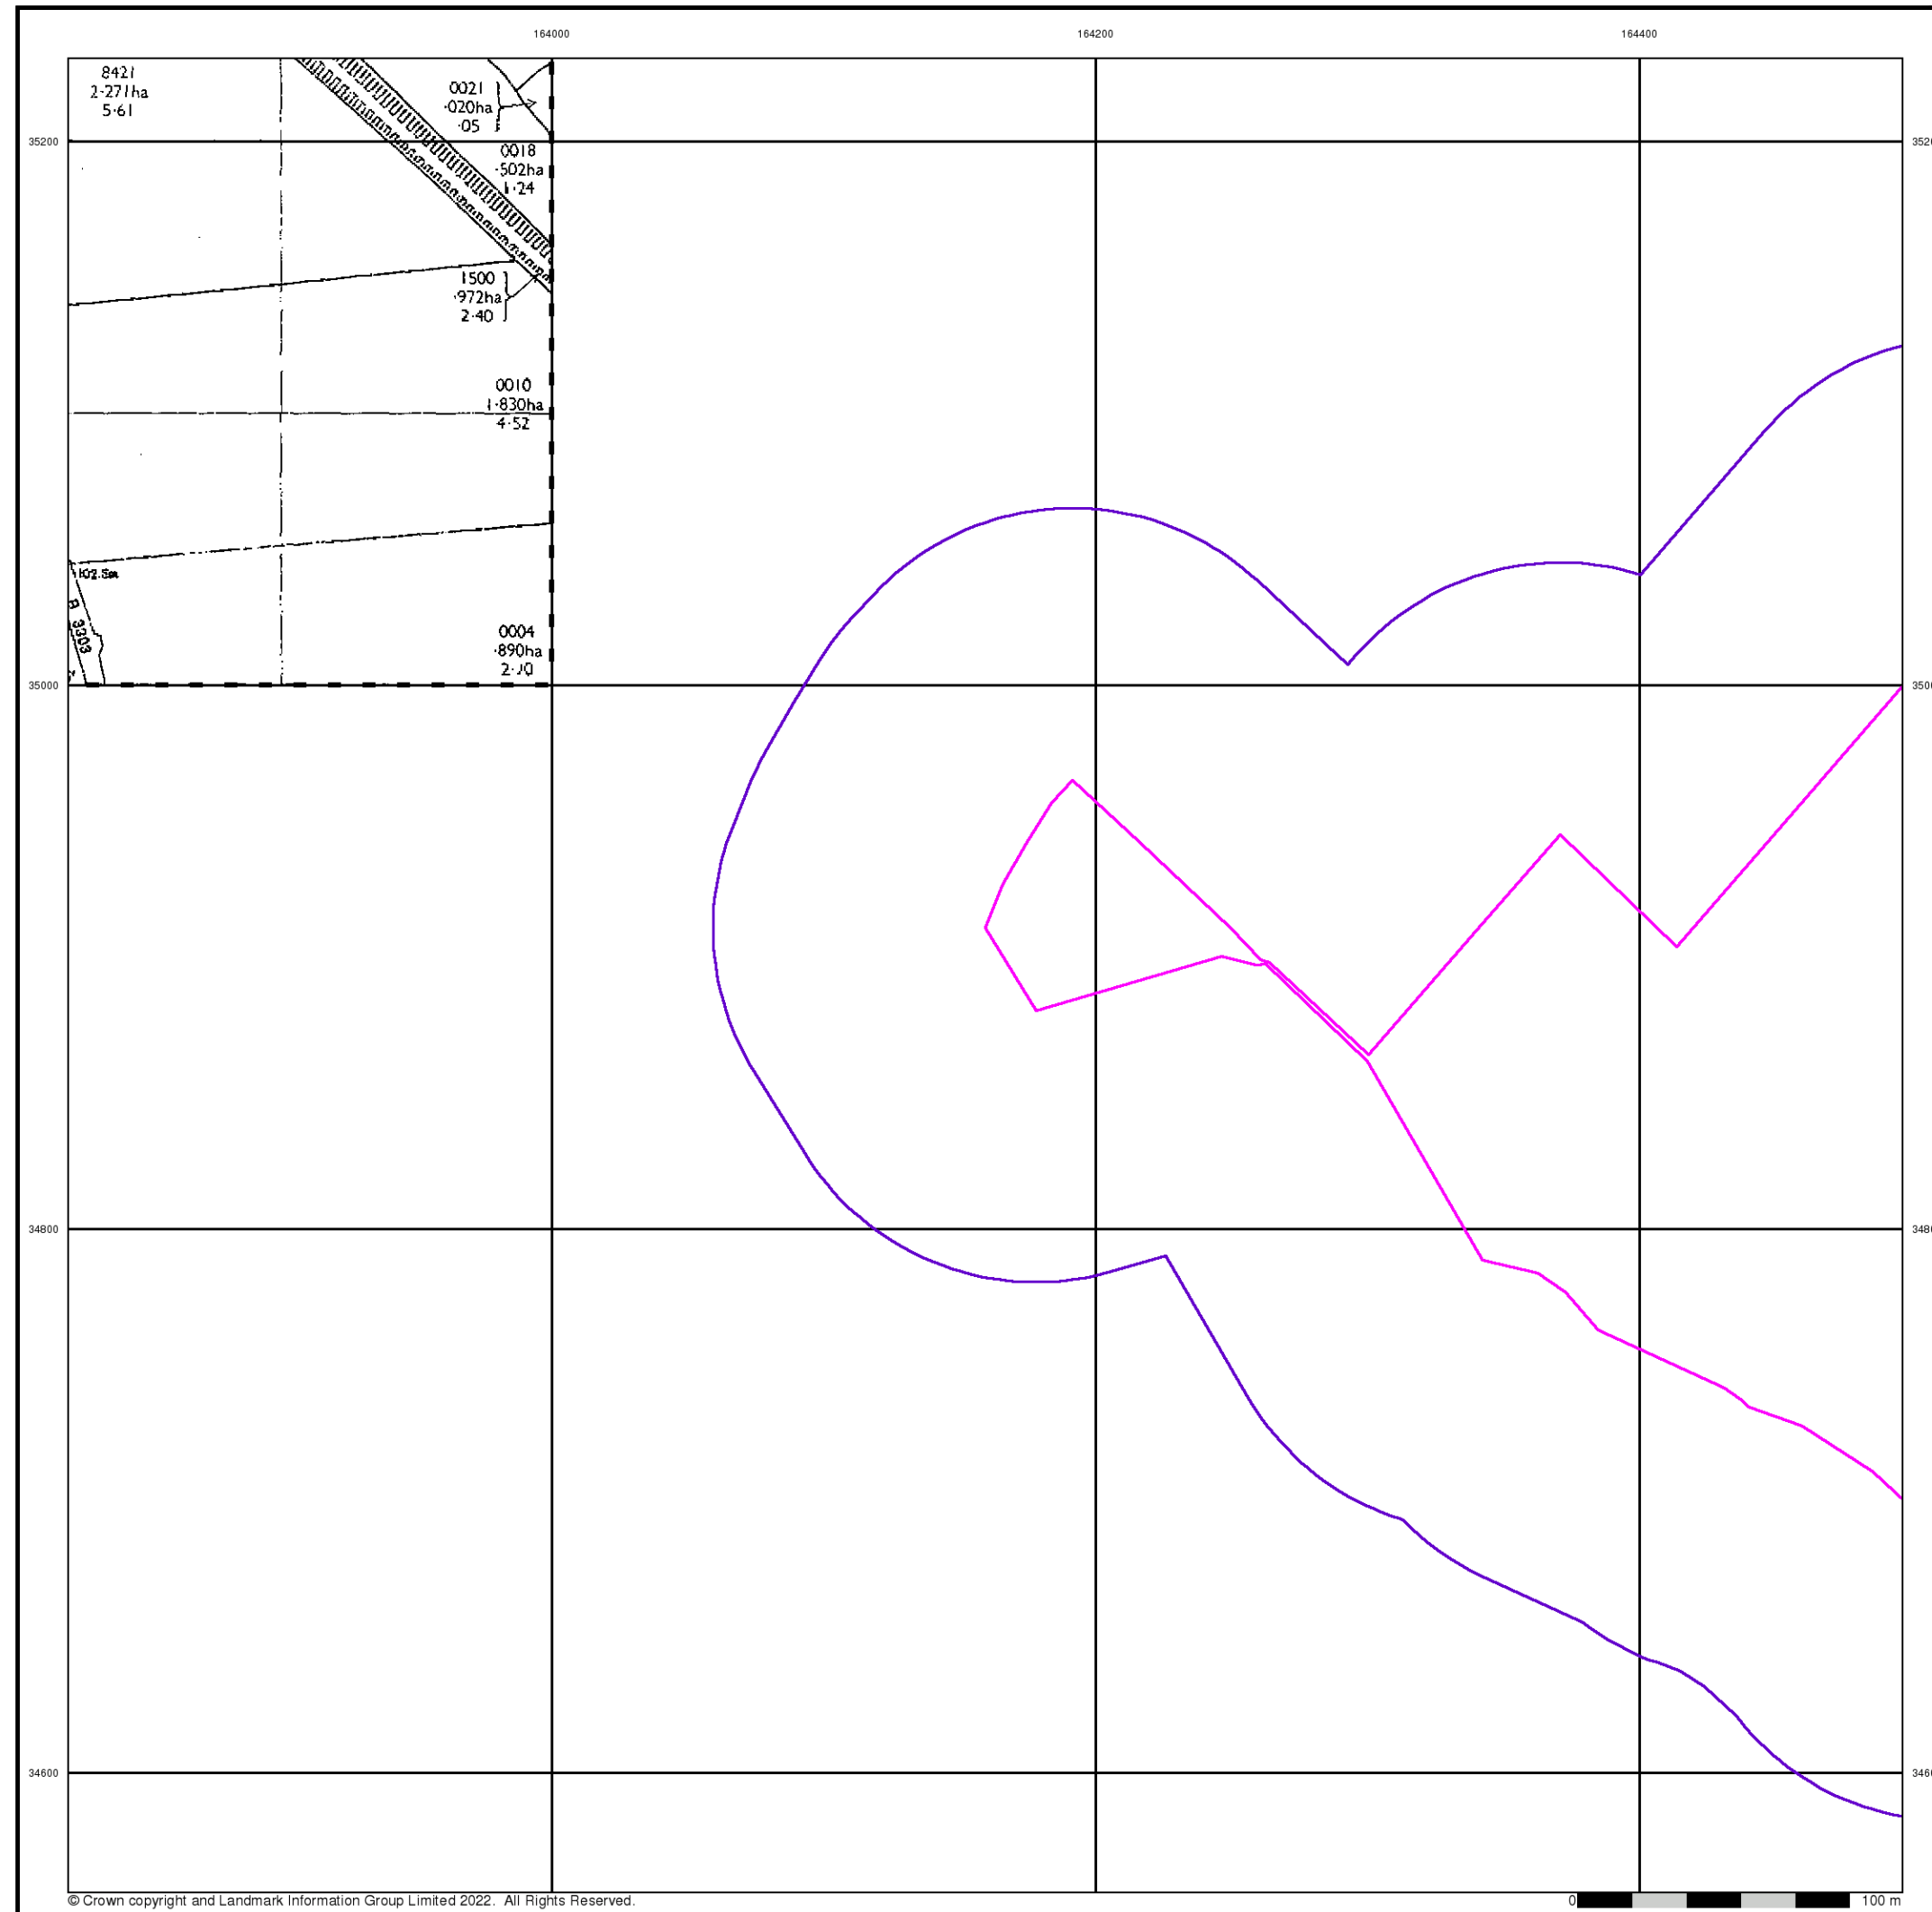 164000 164200 164400
8421
2·271ha
5·61
0021
·020ha
·05
35200
0018
·502ha
1·24
1500
·972ha
2·40
0010
1·830ha
4·52
102.5m
B 3303
0004
·890ha
35000
34800
34600
© Crown copyright and Landmark Information Group Limited 2022. All Rights Reserved.
0 100 m